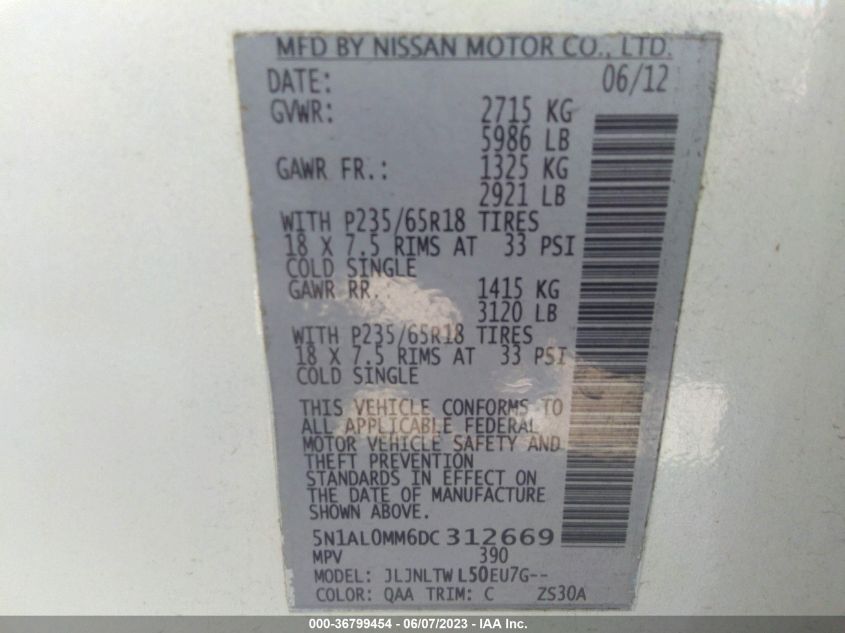 MFD BY NISSAN MOTOR CO., LTD.
DATE: 06/12
GVWR: 2715 KG
5986 LB
GAWR FR.: 1325 KG
2921 LB
WITH P235/65R18 TIRES
18 X 7.5 RIMS AT 33 PSI
COLD SINGLE
GAWR RR. 1415 KG
3120 LB
WITH P235/65R18 TIRES
18 X 7.5 RIMS AT 33 PSI
COLD SINGLE
THIS VEHICLE CONFORMS TO
ALL APPLICABLE FEDERAL
MOTOR VEHICLE SAFETY AND
THEFT PREVENTION
STANDARDS IN EFFECT ON
THE DATE OF MANUFACTURE
SHOWN ABOVE.
5N1AL0MM6DC312669
MPV 390
MODEL: JLJNLTWL50EU7G--
COLOR: QAA TRIM: C ZS30A
000-36799454 - 06/07/2023 - IAA Inc.